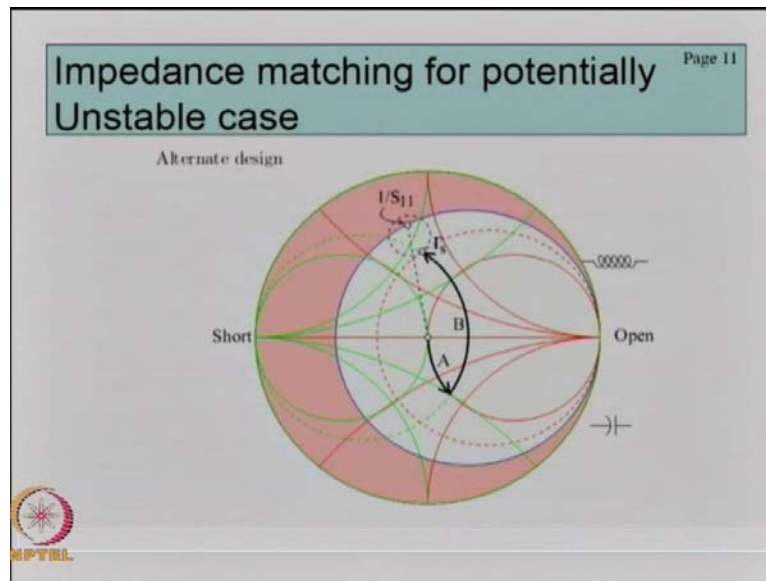 Page 11
Impedance matching for potentially
Unstable case
Alternate design
1/S11
Γs
B
A
Short
Open
NPTEL